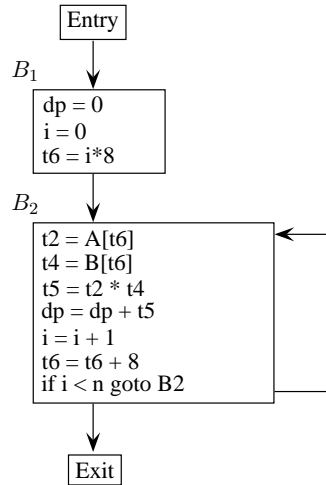 Entry
B1
dp = 0
i = 0
t6 = i*8
B2
t2 = A[t6]
t4 = B[t6]
t5 = t2 * t4
dp = dp + t5
i = i + 1
t6 = t6 + 8
if i < n goto B2
Exit